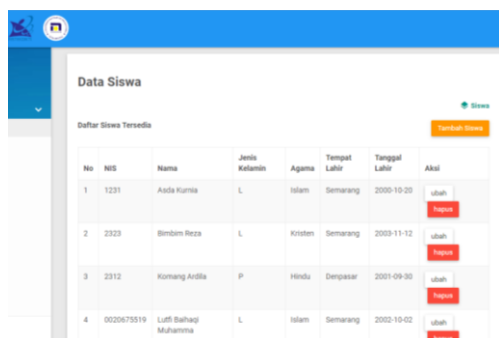 Data Siswa
Siswa
Daftar Siswa Tersedia
Tambah Siswa
No NIS Nama Jenis Kelamin Agama Tempat Lahir Tanggal Lahir Aksi
1 1231 Asda Kurnia L Islam Semarang 2000-10-20 ubah
hapus
2 2323 Bimbim Reza L Kristen Semarang 2003-11-12 ubah
hapus
3 2312 Komang Ardila P Hindu Denpasar 2001-09-30 ubah
hapus
4 0020675519 Lutfi Baihaqi Muhamma L Islam Semarang 2002-10-02 ubah
hapus